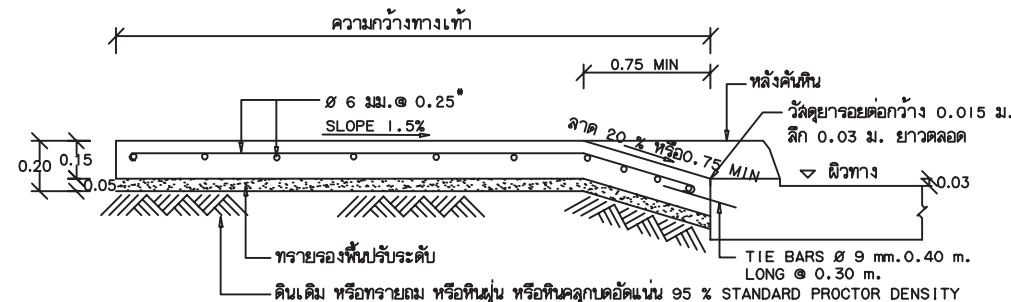 ความกว้างทางเท้า
0.75 MIN
หลังคันหิน
Ø 6 มม.@ 0.25*
วัสดุยารอยต่อกว้าง 0.015 ม.
SLOPE 1.5%
ลาด 20 % หรือ0.75 MIN
ลึก 0.03 ม. ยาวตลอด
0.20
0.15
0.05
ผิวทาง
0.03
ทรายรองพื้นปรับระดับ
TIE BARS Ø 9 mm.0.40 m.
LONG @ 0.30 m.
ดินเดิม หรือทรายถม หรือหินฝุ่น หรือหินคลุกบดอัดแน่น 95 % STANDARD PROCTOR DENSITY